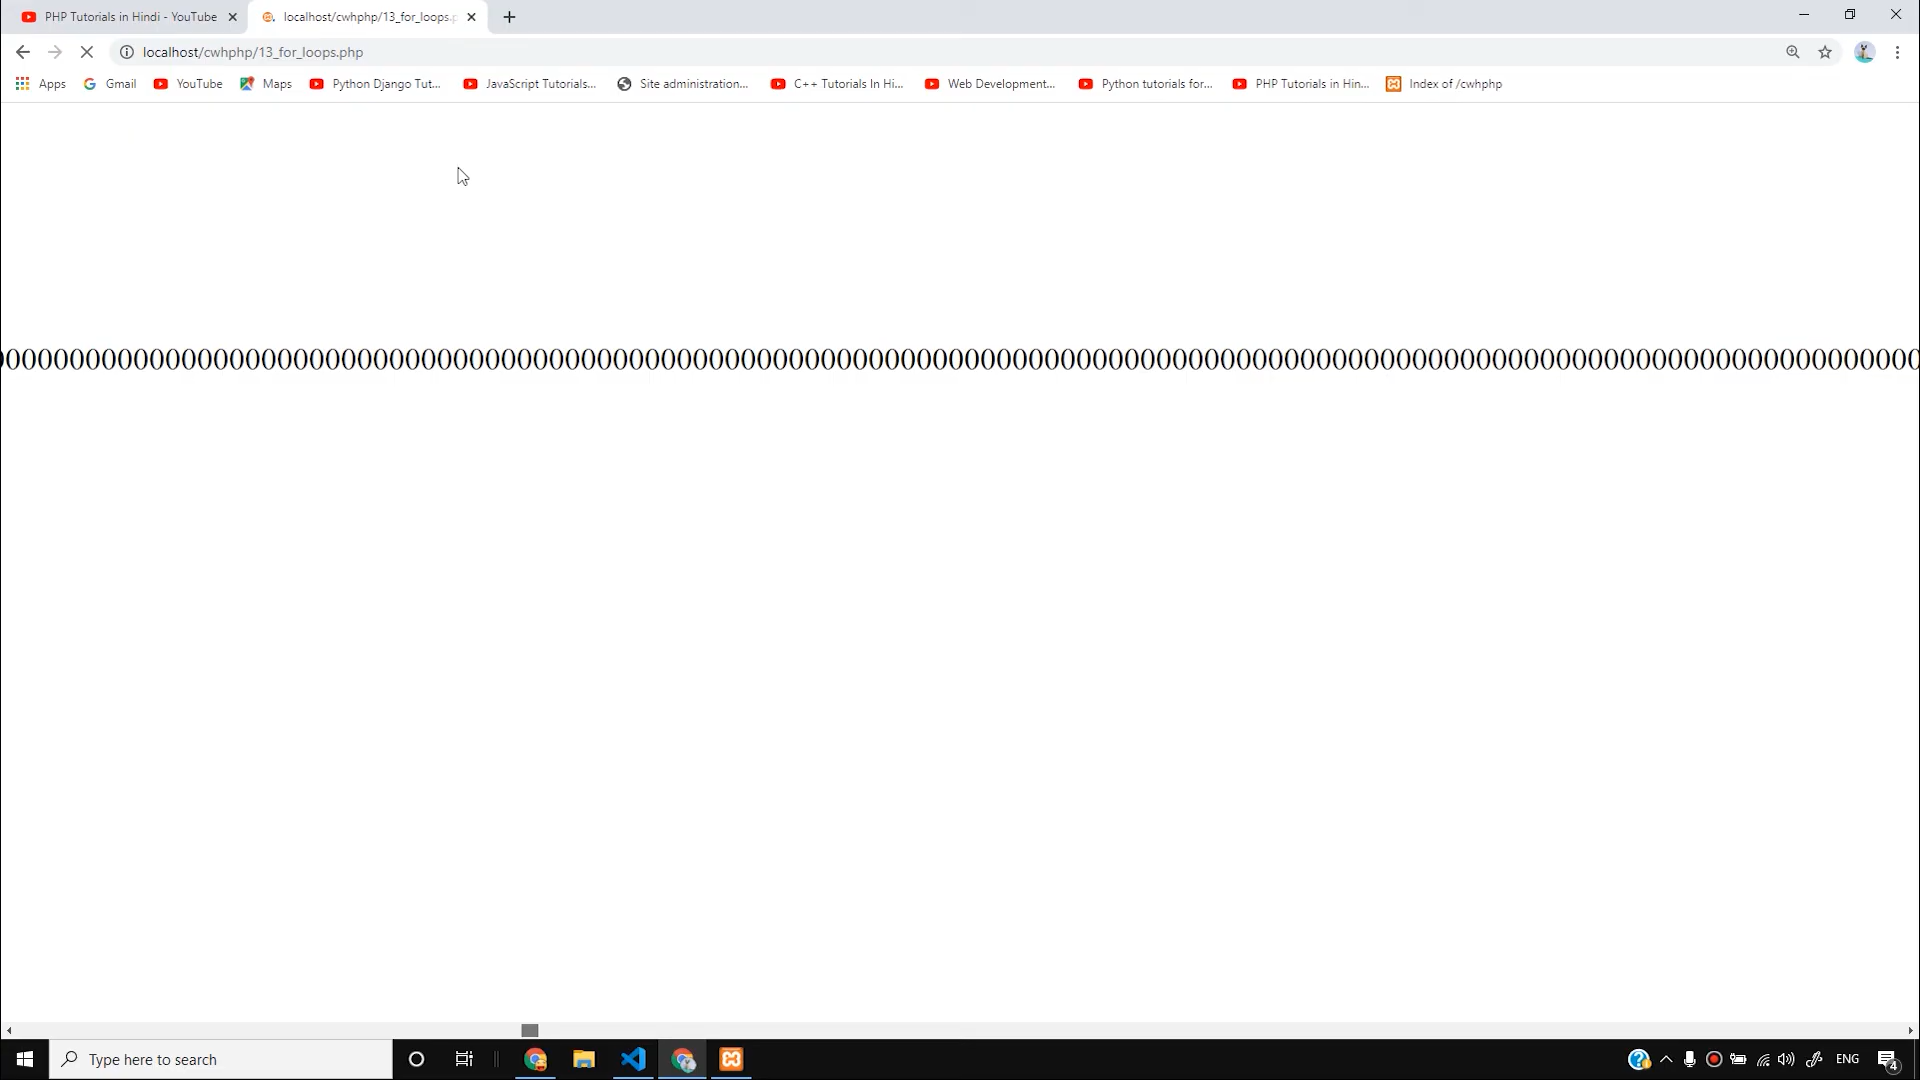 PHP Tutorials in Hindi - YouTube localhost/cwhphp/13_for_loops.p
localhost/cwhphp/13_for_loops.php
Apps Gmail YouTube Maps Python Django Tut... JavaScript Tutorials... Site administration... C++ Tutorials In Hi... Web Development... Python tutorials for... PHP Tutorials in Hin... Index of /cwhphp
000000000000000000000000000000000000000000000000000000000000000000000000000000000000000000000000000000000000000000000000
Type here to search ENG 4